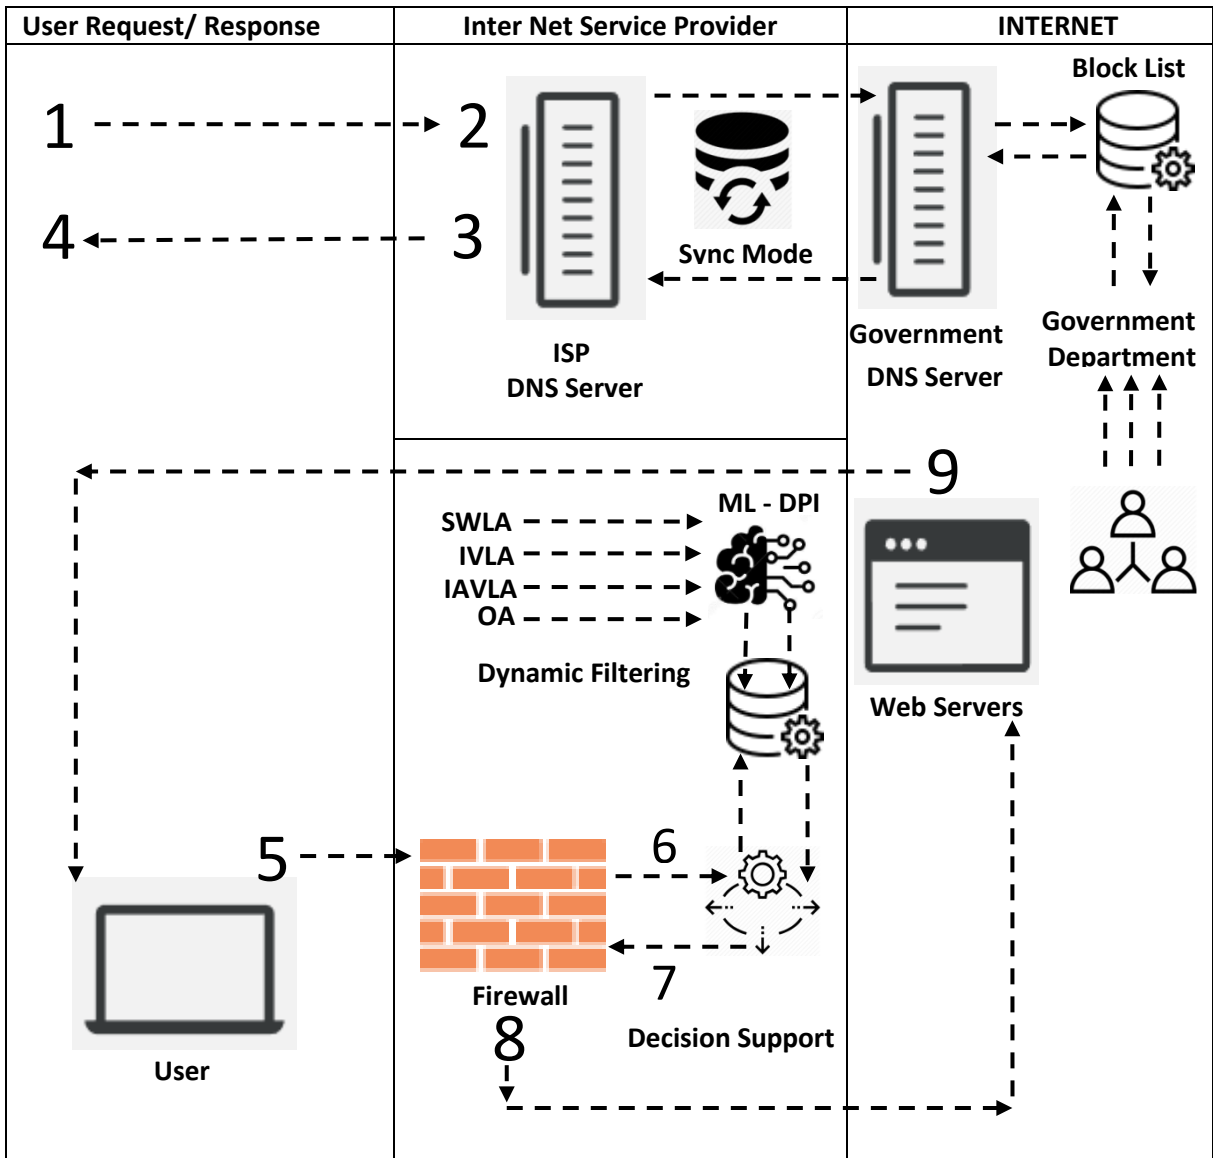 User Request/ Response
Inter Net Service Provider
INTERNET
Block List
1
2
4
3
Sync Mode
ISP
DNS Server
Government
DNS Server
Government
Department
9
ML - DPI
SWLA
IVLA
IAVLA
OA
Dynamic Filtering
Web Servers
5
6
7
Firewall
8
Decision Support
User